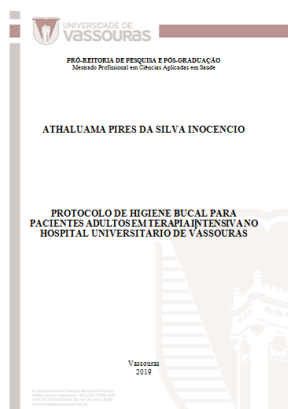 UNIVERSIDADE DE
VASSOURAS
PRÓ-REITORIA DE PESQUISA E PÓS-GRADUAÇÃO
Mestrado Profissional em Ciências Aplicadas em Saúde
ATHALUAMA PIRES DA SILVA INOCENCIO
PROTOCOLO DE HIGIENE BUCAL PARA
PACIENTES ADULTOS EM TERAPIA INTENSIVA NO
HOSPITAL UNIVERSITARIO DE VASSOURAS
Vassouras
2019